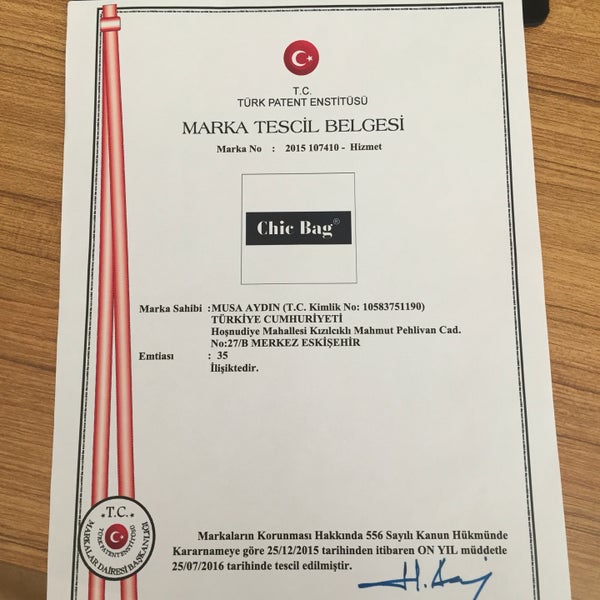 T.C.
TÜRK PATENT ENSTİTÜSÜ
MARKA TESCİL BELGESİ
Marka No : 2015 107410 - Hizmet
Chic Bag®
Marka Sahibi :MUSA AYDIN (T.C. Kimlik No: 10583751190)
TÜRKİYE CUMHURİYETİ
Hoşnudiye Mahallesi Kızılcıklı Mahmut Pehlivan Cad.
No:27/B MERKEZ ESKİŞEHİR
Emtiası : 35
İlişiktedir.
T.C.
TÜRK PATENT ENSTİTÜSÜ
MARKALAR DAİRESİ BAŞKANLIĞI
Markaların Korunması Hakkında 556 Sayılı Kanun Hükmünde
Kararnameye göre 25/12/2015 tarihinden itibaren ON YIL müddetle
25/07/2016 tarihinde tescil edilmiştir.